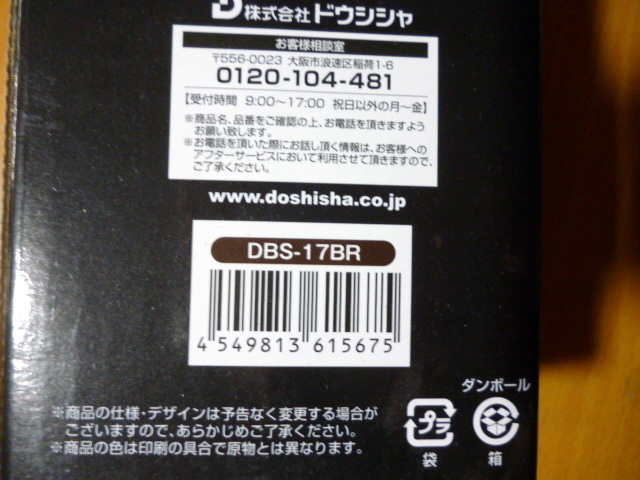 株式会社ドウシシャ
お客様相談室
〒556-0023 大阪市浪速区稲荷1-6
0120-104-481
【受付時間 9:00〜17:00 祝日以外の月〜金】
※商品名、品番をご確認の上、お電話を頂きますよう
お願い致します。
※お電話を頂いた際にお話し頂く情報は、お客様への
アフターサービスにおいて利用させて頂きますので、
ご了承ください。
www.doshisha.co.jp
DBS-17BR
4 549813 615675
ダンボール
※商品の仕様・デザインは予告なく変更する場合が
ございますので、あらかじめご了承ください。
※商品の色は印刷の具合で原物とは異なります。
プラ
袋
箱